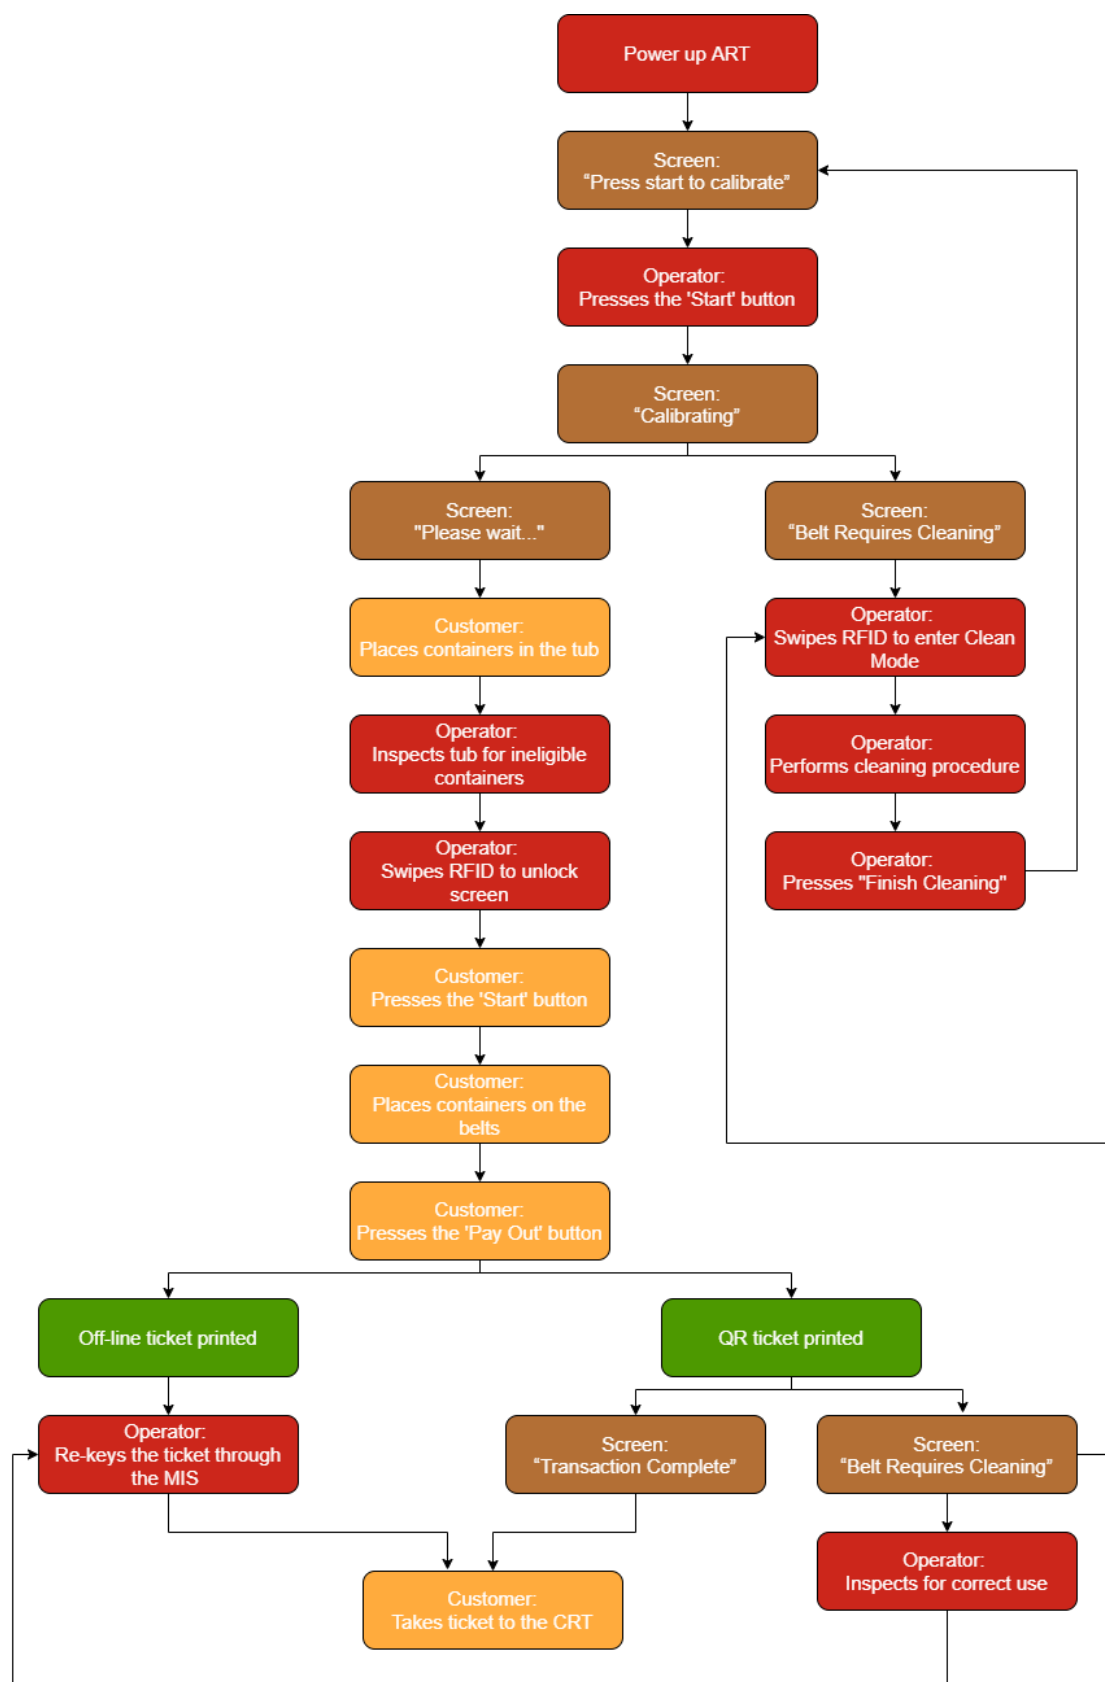 Power up ART
Screen:
“Press start to calibrate”
Operator:
Presses the 'Start' button
Screen:
“Calibrating”
Screen:
"Please wait..."
Screen:
“Belt Requires Cleaning”
Customer:
Places containers in the tub
Operator:
Swipes RFID to enter Clean
Mode
Operator:
Inspects tub for ineligible
containers
Operator:
Performs cleaning procedure
Operator:
Swipes RFID to unlock
screen
Operator:
Presses "Finish Cleaning"
Customer:
Presses the 'Start' button
Customer:
Places containers on the
belts
Customer:
Presses the 'Pay Out' button
Off-line ticket printed
QR ticket printed
Operator:
Re-keys the ticket through
the MIS
Screen:
“Transaction Complete”
Screen:
“Belt Requires Cleaning”
Customer:
Takes ticket to the CRT
Operator:
Inspects for correct use